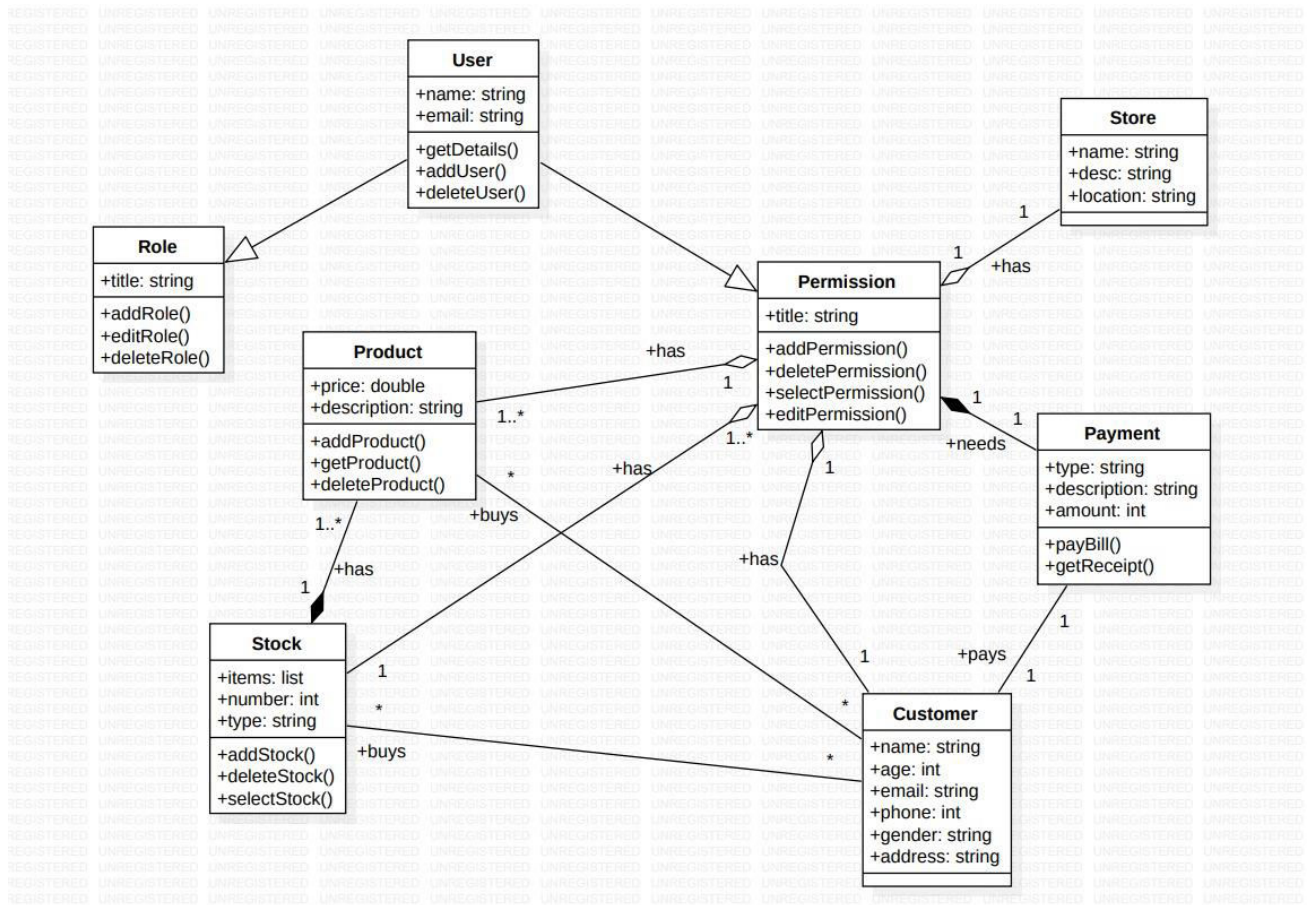 User
+name: string
+email: string
+getDetails()
+addUser()
+deleteUser()
Store
+name: string
+desc: string
+location: string
1
1
+has
Role
+title: string
+addRole()
+editRole()
+deleteRole()
Permission
+title: string
+addPermission()
+deletePermission()
+selectPermission()
+editPermission()
Product
+price: double
+description: string
+addProduct()
+getProduct()
+deleteProduct()
+has
1
1..*
1..*
+has
1
1
+needs
Payment
+type: string
+description: string
+amount: int
+payBill()
+getReceipt()
*
+buys
1
+has
1
1..*
+has
1
1
+pays
1
Stock
+items: list
+number: int
+type: string
+addStock()
+deleteStock()
+selectStock()
1
*
+buys
*
*
Customer
+name: string
+age: int
+email: string
+phone: int
+gender: string
+address: string
UNREGISTERED